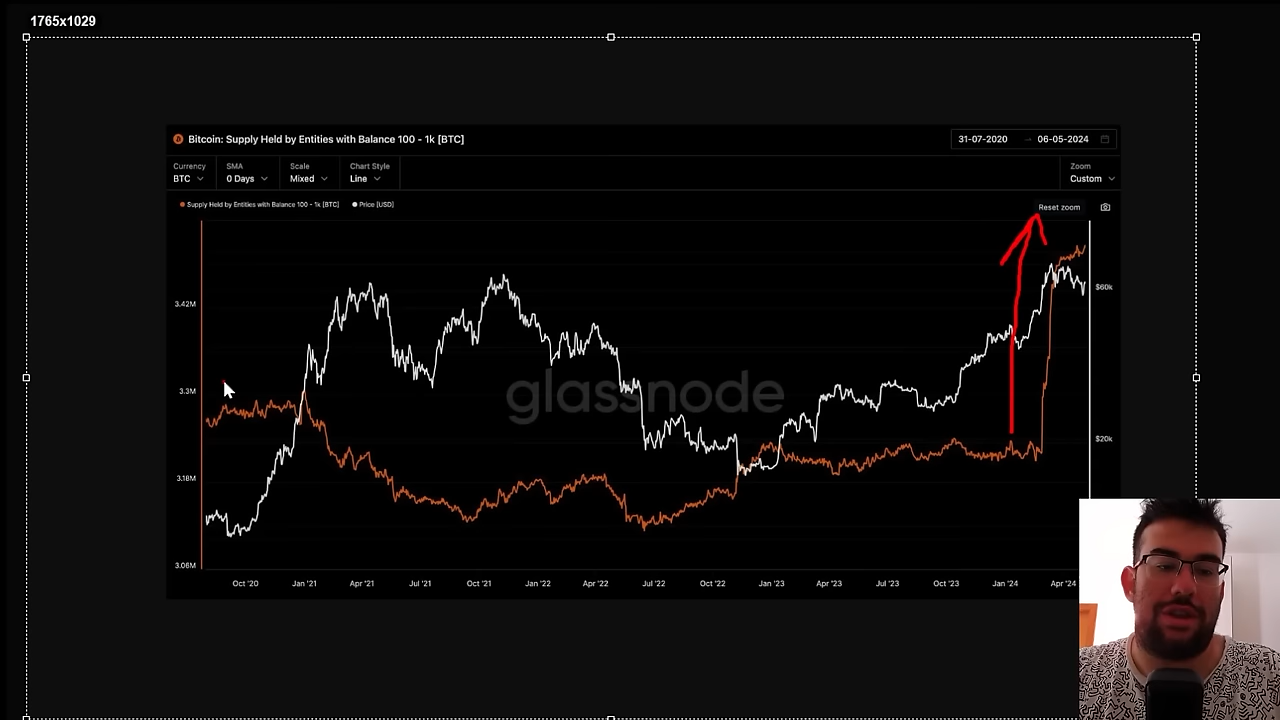 1765x1029
Bitcoin: Supply Held by Entities with Balance 100 - 1k [BTC]
31-07-2020 → 06-05-2024
Currency SMA Scale Chart Style Zoom
BTC 0 Days Mixed Line Custom
Supply Held by Entities with Balance 100 - 1k [BTC] Price [USD]
Reset zoom
3.42M
3.3M
3.18M
3.06M
$60k
$20k
glassnode
Oct '20 Jan '21 Apr '21 Jul '21 Oct '21 Jan '22 Apr '22 Jul '22 Oct '22 Jan '23 Apr '23 Jul '23 Oct '23 Jan '24 Apr '24